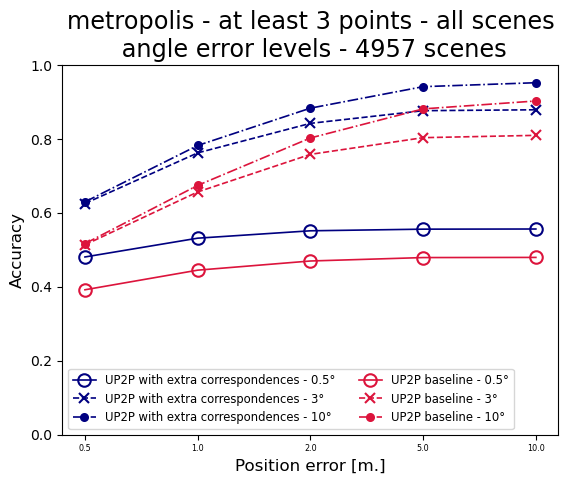 metropolis - at least 3 points - all scenes
angle error levels - 4957 scenes
1.0
0.8
0.6
0.4
0.2
0.0
Accuracy
UP2P with extra correspondences - 0.5°
UP2P with extra correspondences - 3°
UP2P with extra correspondences - 10°
UP2P baseline - 0.5°
UP2P baseline - 3°
UP2P baseline - 10°
0.5 1.0 2.0 5.0 10.0
Position error [m.]